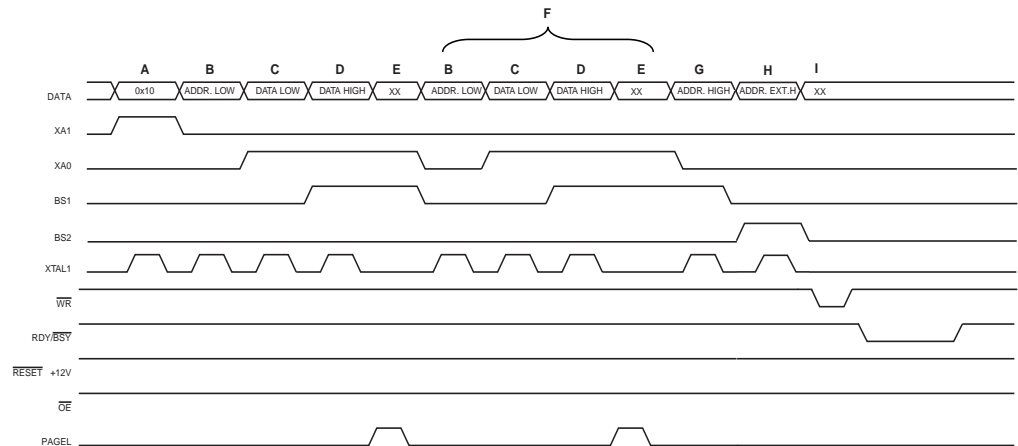 F
A B C D E B C D E G H I
DATA 0x10 ADDR. LOW DATA LOW DATA HIGH XX ADDR. LOW DATA LOW DATA HIGH XX ADDR. HIGH ADDR. EXT.H XX
XA1
XA0
BS1
BS2
XTAL1
WR
RDY/BSY
RESET +12V
OE
PAGEL